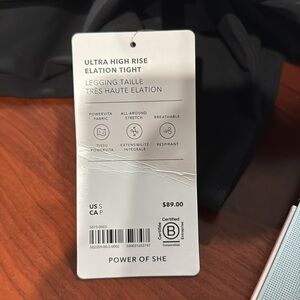 ULTRA HIGH RISE
ELATION TIGHT
LEGGING TAILLE
TRÈS HAUTE ELATION
POWERVITA
FABRIC
ALL-AROUND
STRETCH
BREATHABLE
TISSU
POWERVITA
EXTENSIBILITÉ
INTÉGRALE
RESPIRANT
US S
CA P
$89.00
Certified
B
Corporation
POWER OF SHE